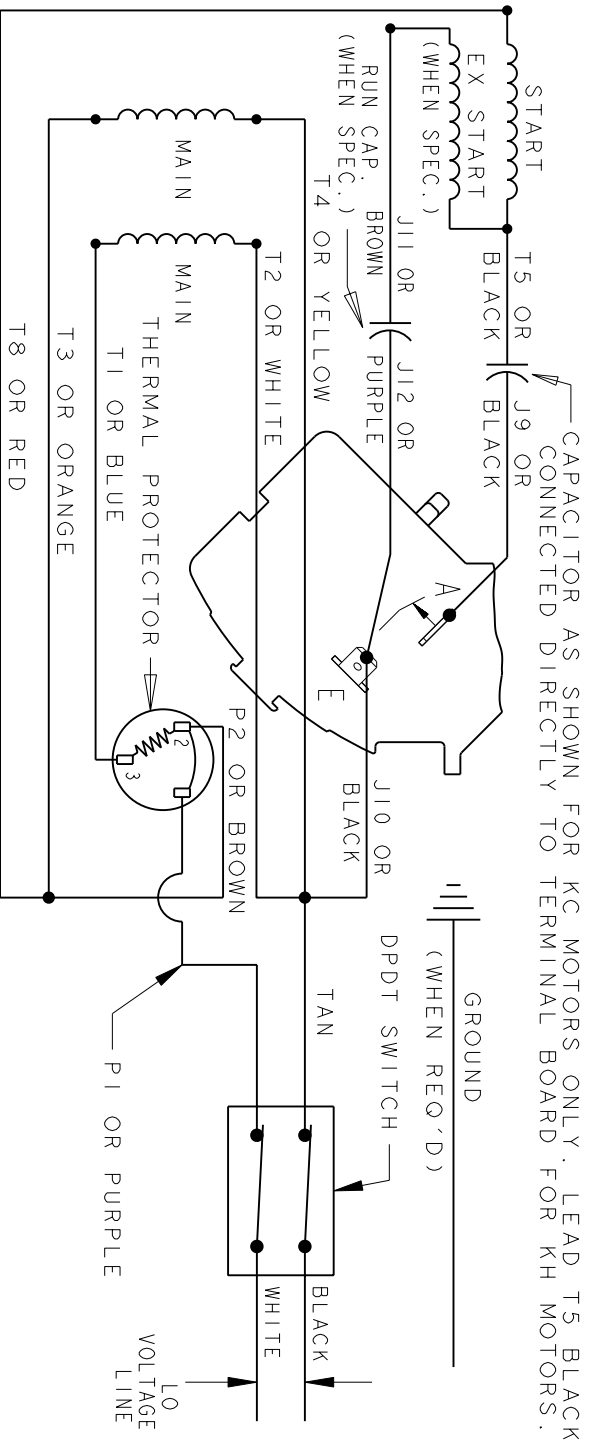 CAPACITOR AS SHOWN FOR KC MOTORS ONLY. LEAD T5 BLACK
CONNECTED DIRECTLY TO TERMINAL BOARD FOR KH MOTORS.
START
EX START
(WHEN SPEC.)
T5 OR
BLACK
J9 OR
BLACK
RUN CAP.
(WHEN SPEC.)
J11 OR
BROWN
J12 OR
PURPLE
A
E
J10 OR
BLACK
GROUND
(WHEN REQ'D)
DPDT SWITCH
T4 OR YELLOW
TAN
BLACK
WHITE
LO
VOLTAGE
LINE
MAIN
MAIN
T2 OR WHITE
P2 OR BROWN
THERMAL PROTECTOR
2
3
T1 OR BLUE
P1 OR PURPLE
T3 OR ORANGE
T8 OR RED